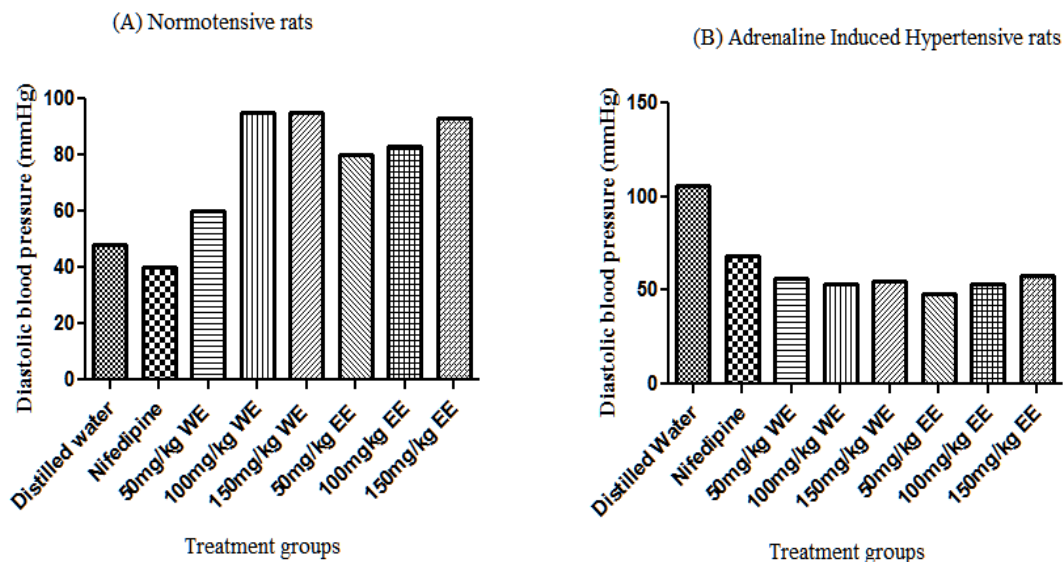 (A) Normotensive rats
Diastolic blood pressure (mmHg)
100
80
60
40
20
0
Distilled water
Nifedipine
50mg/kg WE
100mg/kg WE
150mg/kg WE
50mg/kg EE
100mgkg EE
150mg/kg EE
Treatment groups
(B) Adrenaline Induced Hypertensive rats
Diastolic blood pressure (mmHg)
150
100
50
0
Distilled Water
Nifedipine
50mg/kg WE
100mg/kg WE
150mg/kg WE
50mg/kg EE
100mg/kg EE
150mg/kg EE
Treatment groups